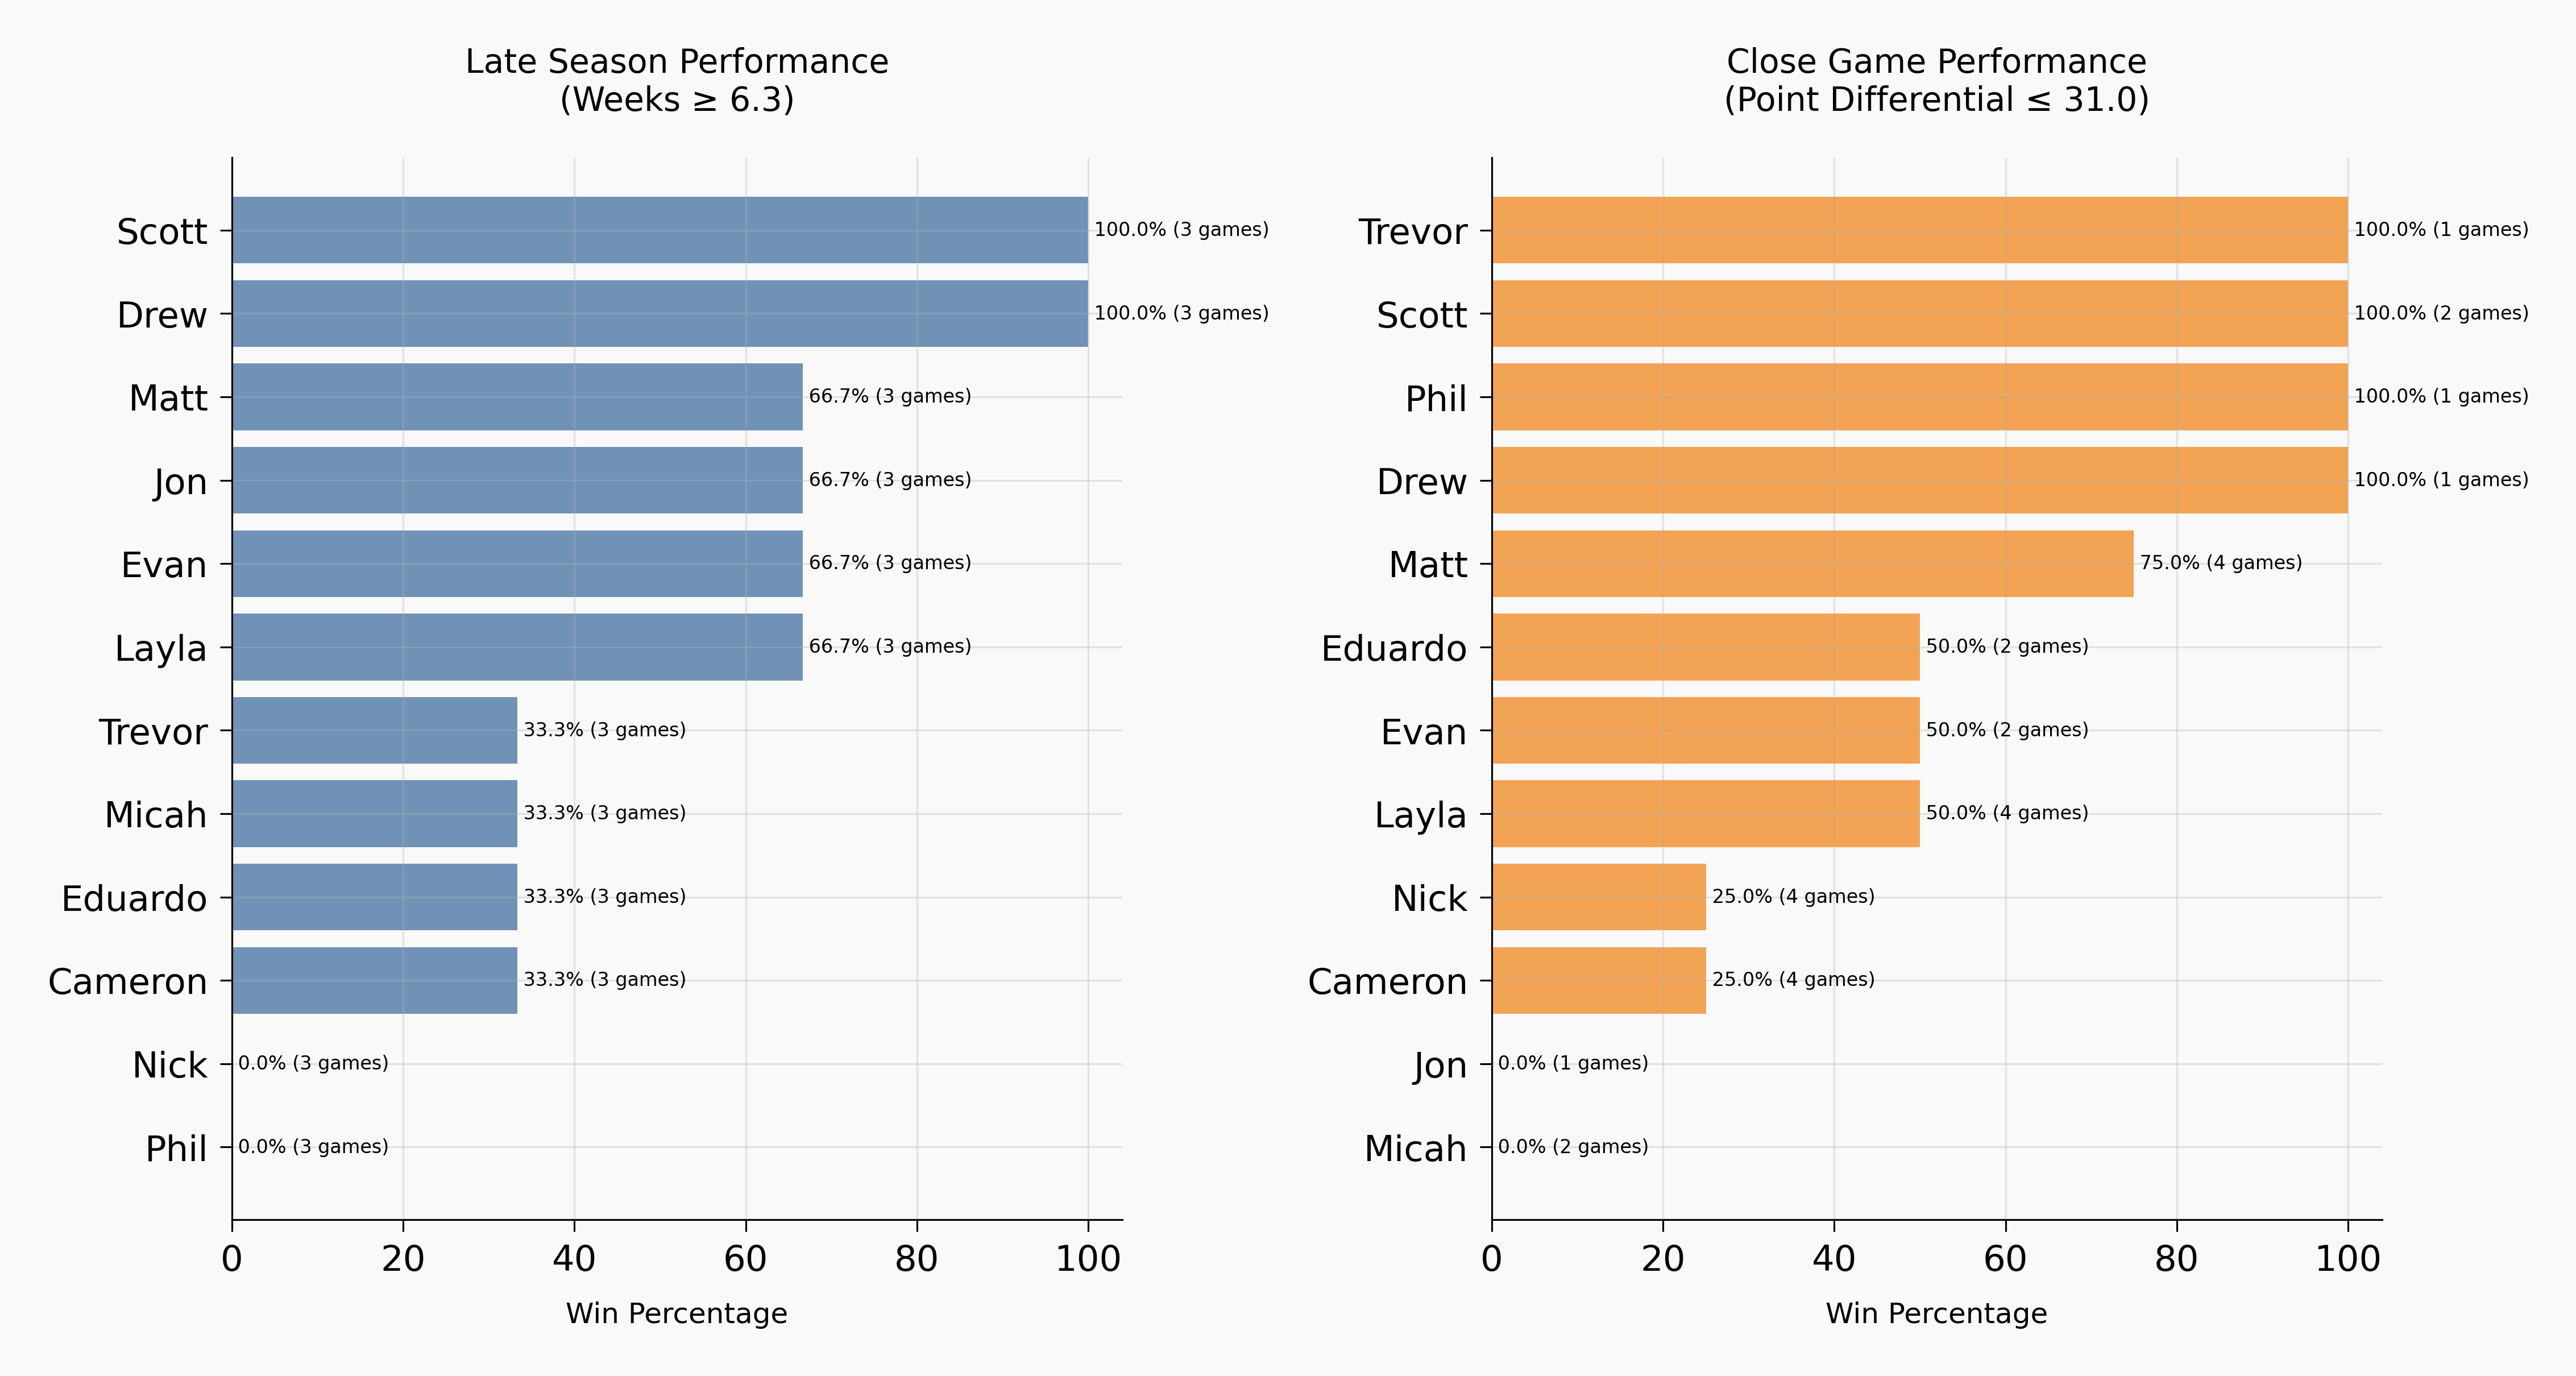 Late Season Performance
(Weeks ≥ 6.3)
Scott
100.0% (3 games)
Drew
100.0% (3 games)
Matt
66.7% (3 games)
Jon
66.7% (3 games)
Evan
66.7% (3 games)
Layla
66.7% (3 games)
Trevor
33.3% (3 games)
Micah
33.3% (3 games)
Eduardo
33.3% (3 games)
Cameron
33.3% (3 games)
Nick
0.0% (3 games)
Phil
0.0% (3 games)
0 20 40 60 80 100
Win Percentage
Close Game Performance
(Point Differential ≤ 31.0)
Trevor
100.0% (1 games)
Scott
100.0% (2 games)
Phil
100.0% (1 games)
Drew
100.0% (1 games)
Matt
75.0% (4 games)
Eduardo
50.0% (2 games)
Evan
50.0% (2 games)
Layla
50.0% (4 games)
Nick
25.0% (4 games)
Cameron
25.0% (4 games)
Jon
0.0% (1 games)
Micah
0.0% (2 games)
0 20 40 60 80 100
Win Percentage